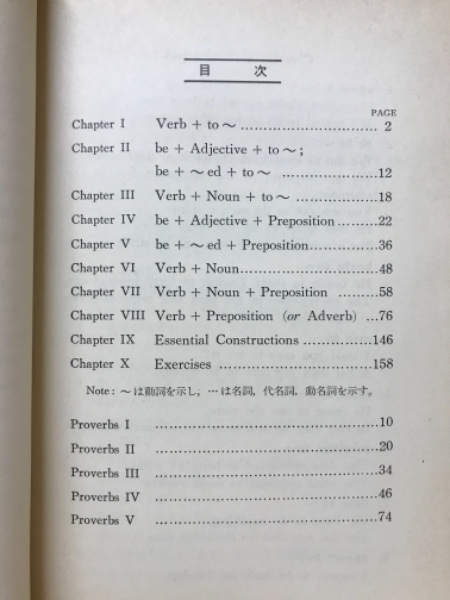 目 次
PAGE
Chapter I Verb + to ～ ............................... 2
Chapter II be + Adjective + to ～;
be + ～ed + to ～ .....................12
Chapter III Verb + Noun + to ～ ..................18
Chapter IV be + Adjective + Preposition .........22
Chapter V be + ～ed + Preposition...............36
Chapter VI Verb + Noun..............................48
Chapter VII Verb + Noun + Preposition .........58
Chapter VIII Verb + Preposition (or Adverb) ...76
Chapter IX Essential Constructions ...............146
Chapter X Exercises .................................158
Note: ～は動詞を示し, …は名詞, 代名詞, 動名詞を示す。
Proverbs I ................................................10
Proverbs II ................................................20
Proverbs III ................................................34
Proverbs IV ................................................46
Proverbs V ................................................74